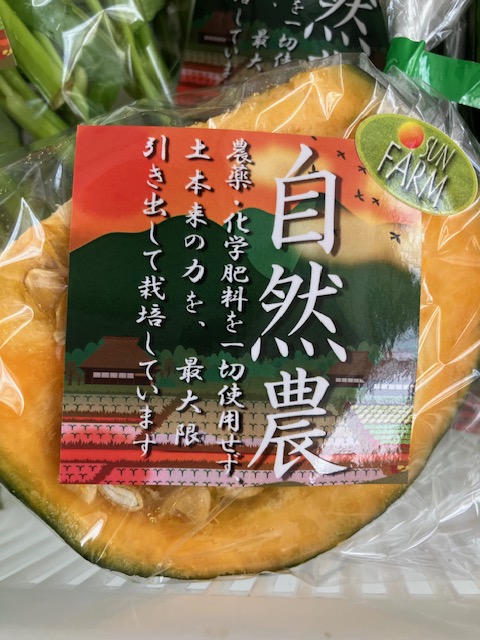 自然農
農薬・化学肥料を一切使用せず、
土本来の力を、最大限
引き出して栽培しています
SUN
FARM